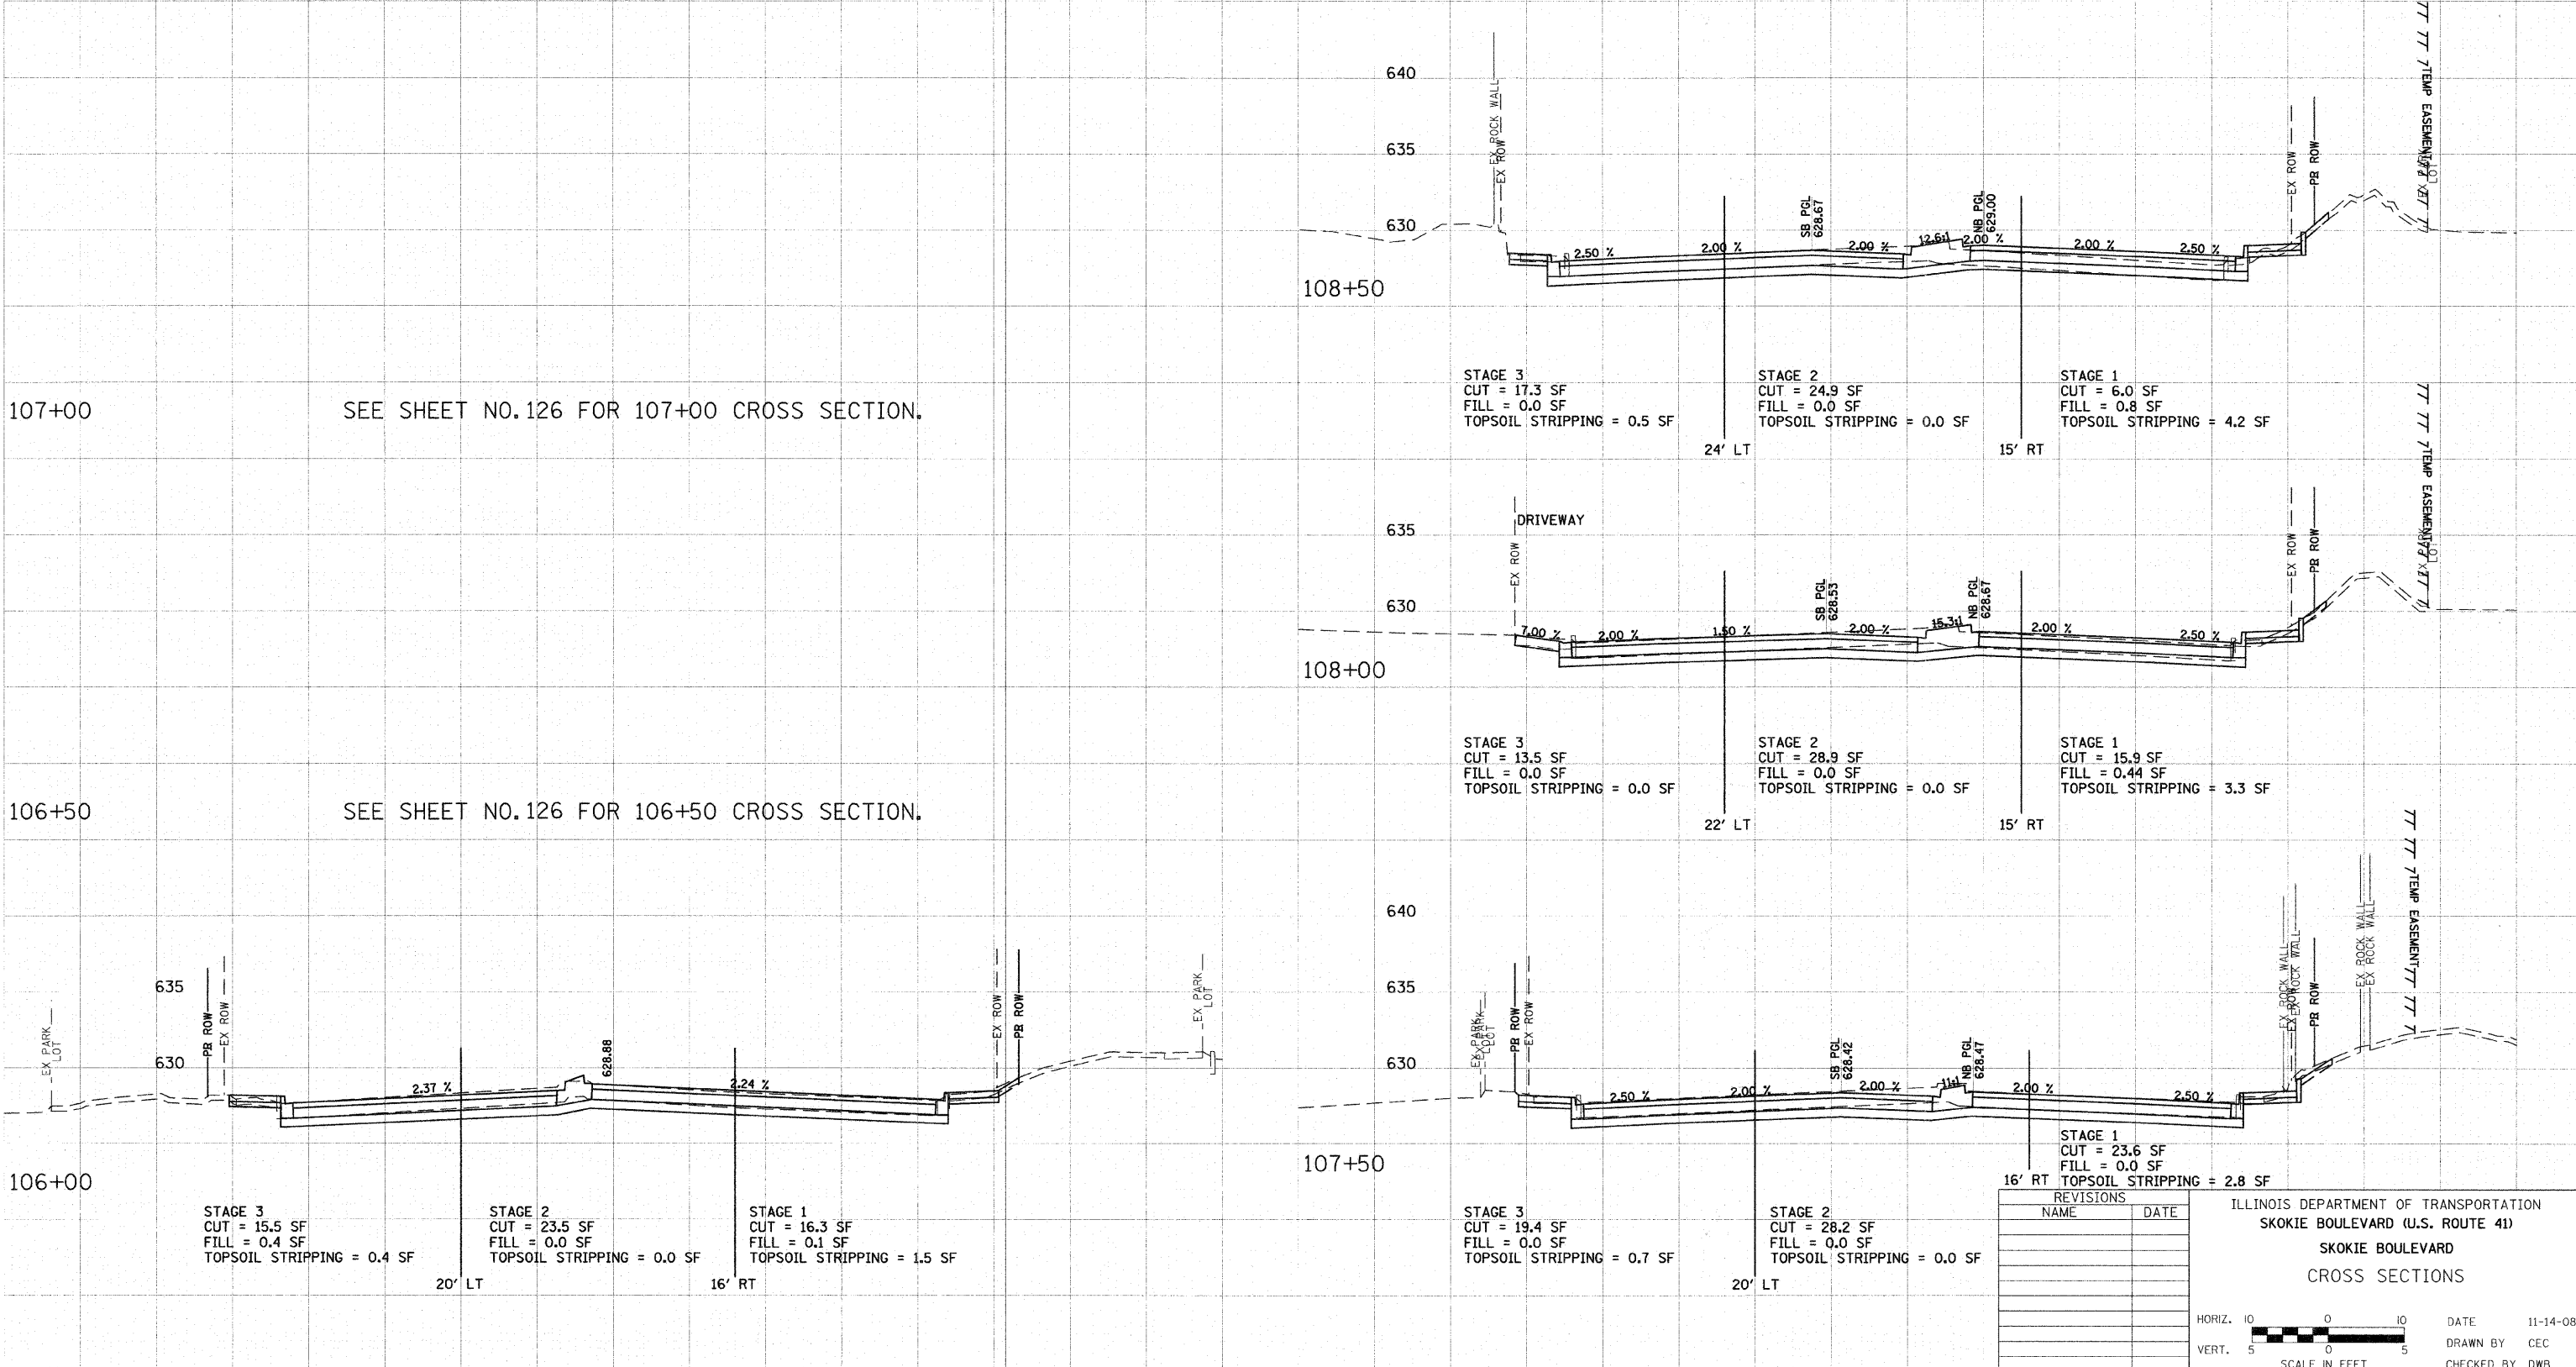 107+00
SEE SHEET NO.126 FOR 107+00 CROSS SECTION.
106+50
SEE SHEET NO.126 FOR 106+50 CROSS SECTION.
635
630
EX PARK
LOT
PR ROW
EX ROW
2.37 %
628.88
2.24 %
EX ROW
PR ROW
EX PARK
LOT
106+00
STAGE 3
CUT = 15.5 SF
FILL = 0.4 SF
TOPSOIL STRIPPING = 0.4 SF
20' LT
STAGE 2
CUT = 23.5 SF
FILL = 0.0 SF
TOPSOIL STRIPPING = 0.0 SF
16' RT
STAGE 1
CUT = 16.3 SF
FILL = 0.1 SF
TOPSOIL STRIPPING = 1.5 SF
640
635
630
EX ROCK WALL
EX ROW
2.50 %
2.00 %
SB PGL
628.67
2.00 %
12.6:1
NB PGL
629.00
2.00 %
2.00 %
2.50 %
EX ROW
PR ROW
TEMP EASEMENT
LOT
108+50
STAGE 3
CUT = 17.3 SF
FILL = 0.0 SF
TOPSOIL STRIPPING = 0.5 SF
24' LT
STAGE 2
CUT = 24.9 SF
FILL = 0.0 SF
TOPSOIL STRIPPING = 0.0 SF
15' RT
STAGE 1
CUT = 6.0 SF
FILL = 0.8 SF
TOPSOIL STRIPPING = 4.2 SF
635
630
DRIVEWAY
EX ROW
7.00 %
2.00 %
1.50 %
SB PGL
628.53
2.00 %
15.3:1
NB PGL
628.67
2.00 %
2.50 %
EX ROW
PR ROW
TEMP EASEMENT
LOT
108+00
STAGE 3
CUT = 13.5 SF
FILL = 0.0 SF
TOPSOIL STRIPPING = 0.0 SF
22' LT
STAGE 2
CUT = 28.9 SF
FILL = 0.0 SF
TOPSOIL STRIPPING = 0.0 SF
15' RT
STAGE 1
CUT = 15.9 SF
FILL = 0.44 SF
TOPSOIL STRIPPING = 3.3 SF
640
635
630
EX PARK
LOT
PR ROW
EX ROW
2.50 %
2.00 %
SB PGL
628.42
2.00 %
11:1
NB PGL
628.47
2.00 %
2.50 %
EX ROCK WALL
EX ROW
EX ROCK WALL
PR ROW
EX ROCK WALL
EX ROCK WALL
TEMP EASEMENT
107+50
STAGE 3
CUT = 19.4 SF
FILL = 0.0 SF
TOPSOIL STRIPPING = 0.7 SF
20' LT
STAGE 2
CUT = 28.2 SF
FILL = 0.0 SF
TOPSOIL STRIPPING = 0.0 SF
16' RT
STAGE 1
CUT = 23.6 SF
FILL = 0.0 SF
TOPSOIL STRIPPING = 2.8 SF
REVISIONS
NAME DATE
ILLINOIS DEPARTMENT OF TRANSPORTATION
SKOKIE BOULEVARD (U.S. ROUTE 41)
SKOKIE BOULEVARD
CROSS SECTIONS
HORIZ. 10 0 10
VERT. 5 0 5
SCALE IN FEET
DATE 11-14-08
DRAWN BY CEC
CHECKED BY DWB